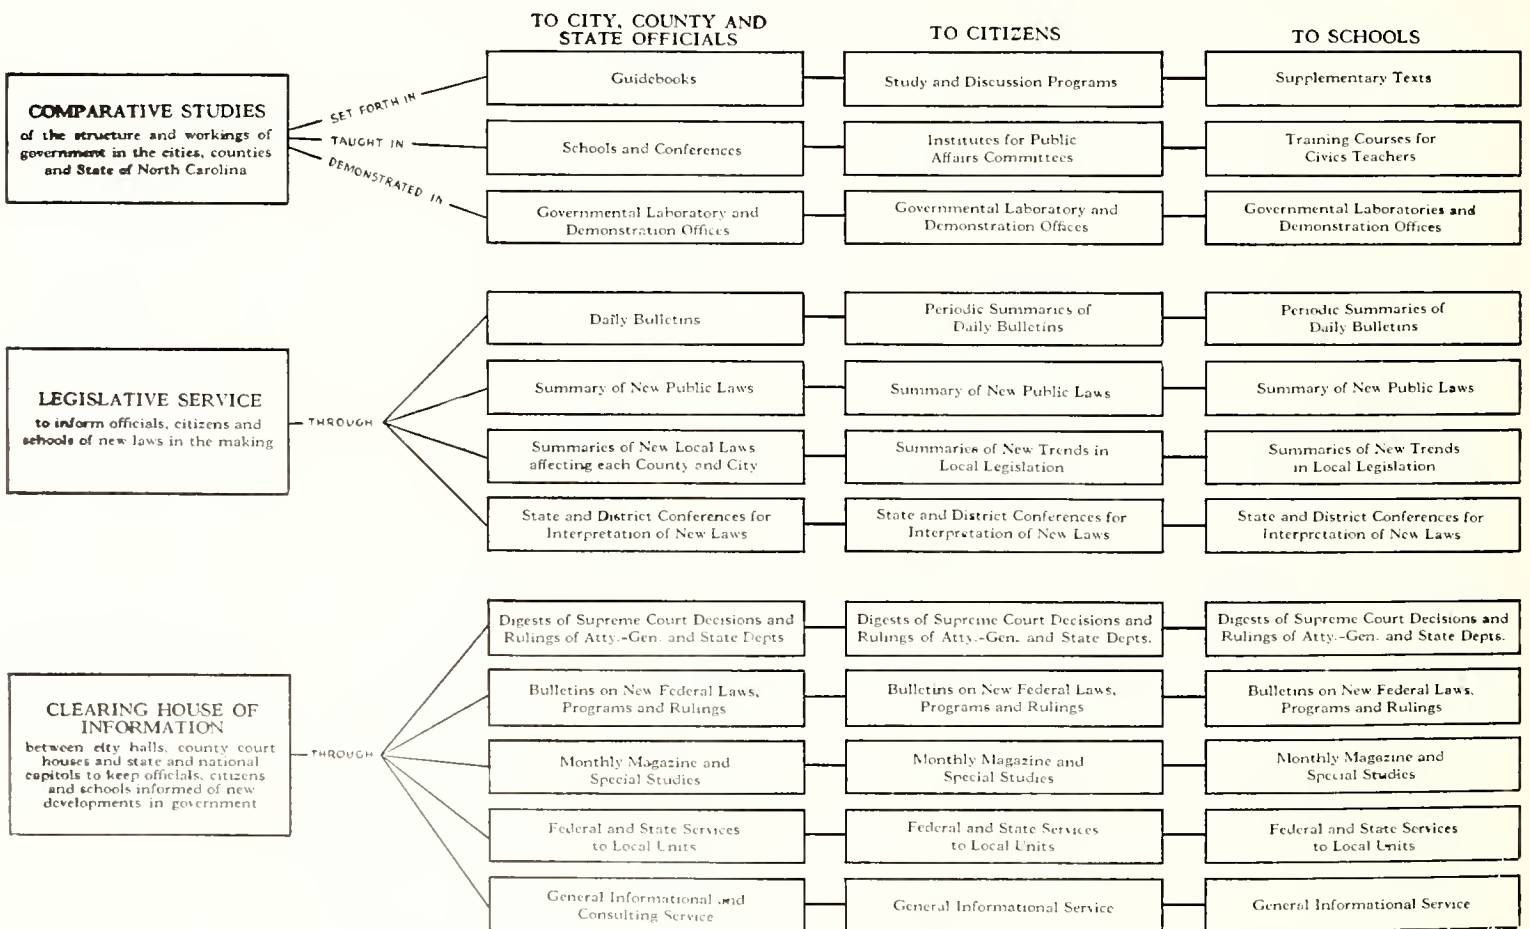 TO CITY, COUNTY AND
STATE OFFICIALS
TO CITIZENS
TO SCHOOLS
COMPARATIVE STUDIES
of the structure and workings of
government in the cities, counties
and State of North Carolina
SET FORTH IN
TAUGHT IN
DEMONSTRATED IN
Guidebooks
Study and Discussion Programs
Supplementary Texts
Schools and Conferences
Institutes for Public
Affairs Committees
Training Courses for
Civics Teachers
Governmental Laboratory and
Demonstration Offices
Governmental Laboratory and
Demonstration Offices
Governmental Laboratories and
Demonstration Offices
LEGISLATIVE SERVICE
to inform officials, citizens and
schools of new laws in the making
THROUGH
Daily Bulletins
Periodic Summaries of
Daily Bulletins
Periodic Summaries of
Daily Bulletins
Summary of New Public Laws
Summary of New Public Laws
Summary of New Public Laws
Summaries of New Local Laws
affecting each County and City
Summaries of New Trends in
Local Legislation
Summaries of New Trends
in Local Legislation
State and District Conferences for
Interpretation of New Laws
State and District Conferences for
Interpretation of New Laws
State and District Conferences for
Interpretation of New Laws
CLEARING HOUSE OF
INFORMATION
between city halls, county court
houses and state and national
capitols to keep officials, citizens
and schools informed of new
developments in government
THROUGH
Digests of Supreme Court Decisions and
Rulings of Atty.-Gen. and State Depts
Digests of Supreme Court Decisions and
Rulings of Atty.-Gen. and State Depts.
Digests of Supreme Court Decisions and
Rulings of Atty.-Gen. and State Depts.
Bulletins on New Federal Laws,
Programs and Rulings
Bulletins on New Federal Laws,
Programs and Rulings
Bulletins on New Federal Laws,
Programs and Rulings
Monthly Magazine and
Special Studies
Monthly Magazine and
Special Studies
Monthly Magazine and
Special Studies
Federal and State Services
to Local Units
Federal and State Services
to Local Units
Federal and State Services
to Local Units
General Informational and
Consulting Service
General Informational Service
General Informational Service